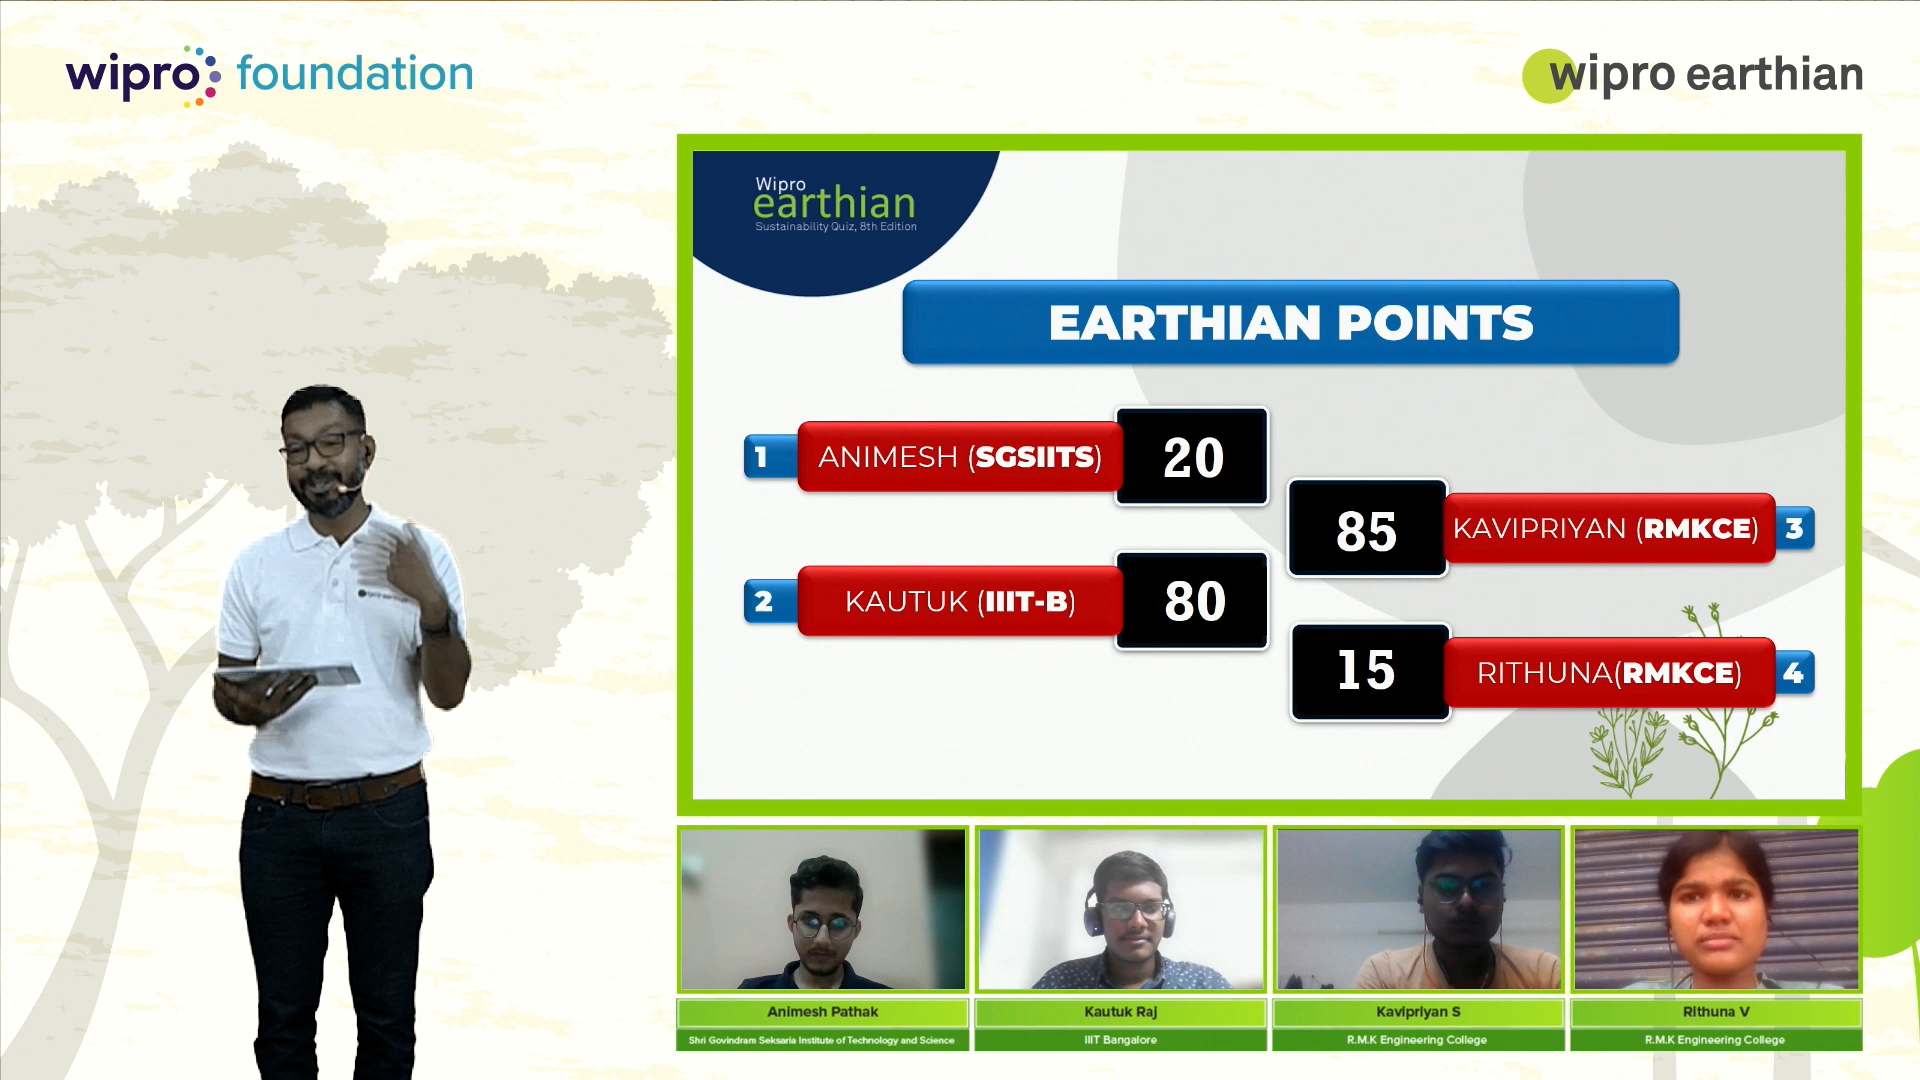 wipro foundation
wipro earthian
Wipro
earthian
Sustainability Quiz, 8th Edition
EARTHIAN POINTS
1 ANIMESH (SGSIITS) 20
85 KAVIPRIYAN (RMKCE) 3
2 KAUTUK (IIIT-B) 80
15 RITHUNA(RMKCE) 4
Animesh Pathak
Shri Govindram Seksaria Institute of Technology and Science
Kautuk Raj
IIIT Bangalore
Kavipriyan S
R.M.K Engineering College
Rithuna V
R.M.K Engineering College